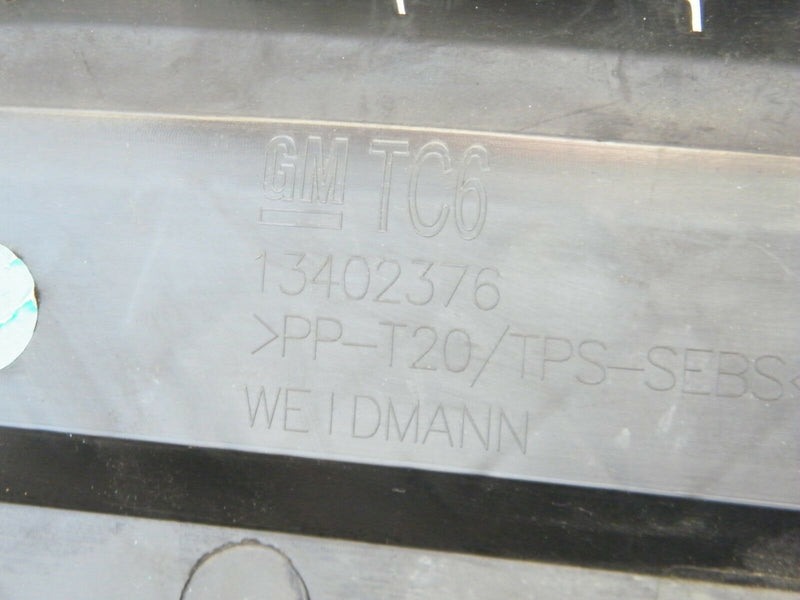 GM TC6
13402376
>PP-T20/TPS-SEBS<
WEIDMANN